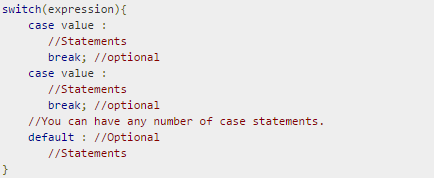 switch(expression){
    case value :
       //Statements
       break; //optional
    case value :
       //Statements
       break; //optional
    //You can have any number of case statements.
    default : //Optional
       //Statements
}